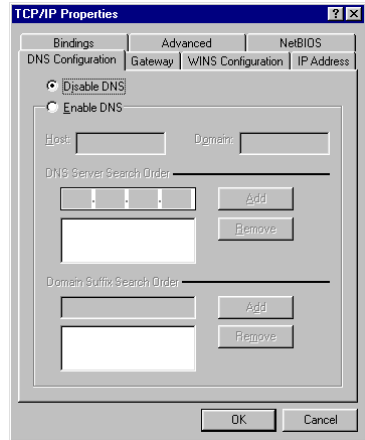 TCP/IP Properties
Bindings Advanced NetBIOS
DNS Configuration Gateway WINS Configuration IP Address
Disable DNS
Enable DNS
Host: Domain:
DNS Server Search Order
Add
Remove
Domain Suffix Search Order
Add
Remove
OK Cancel